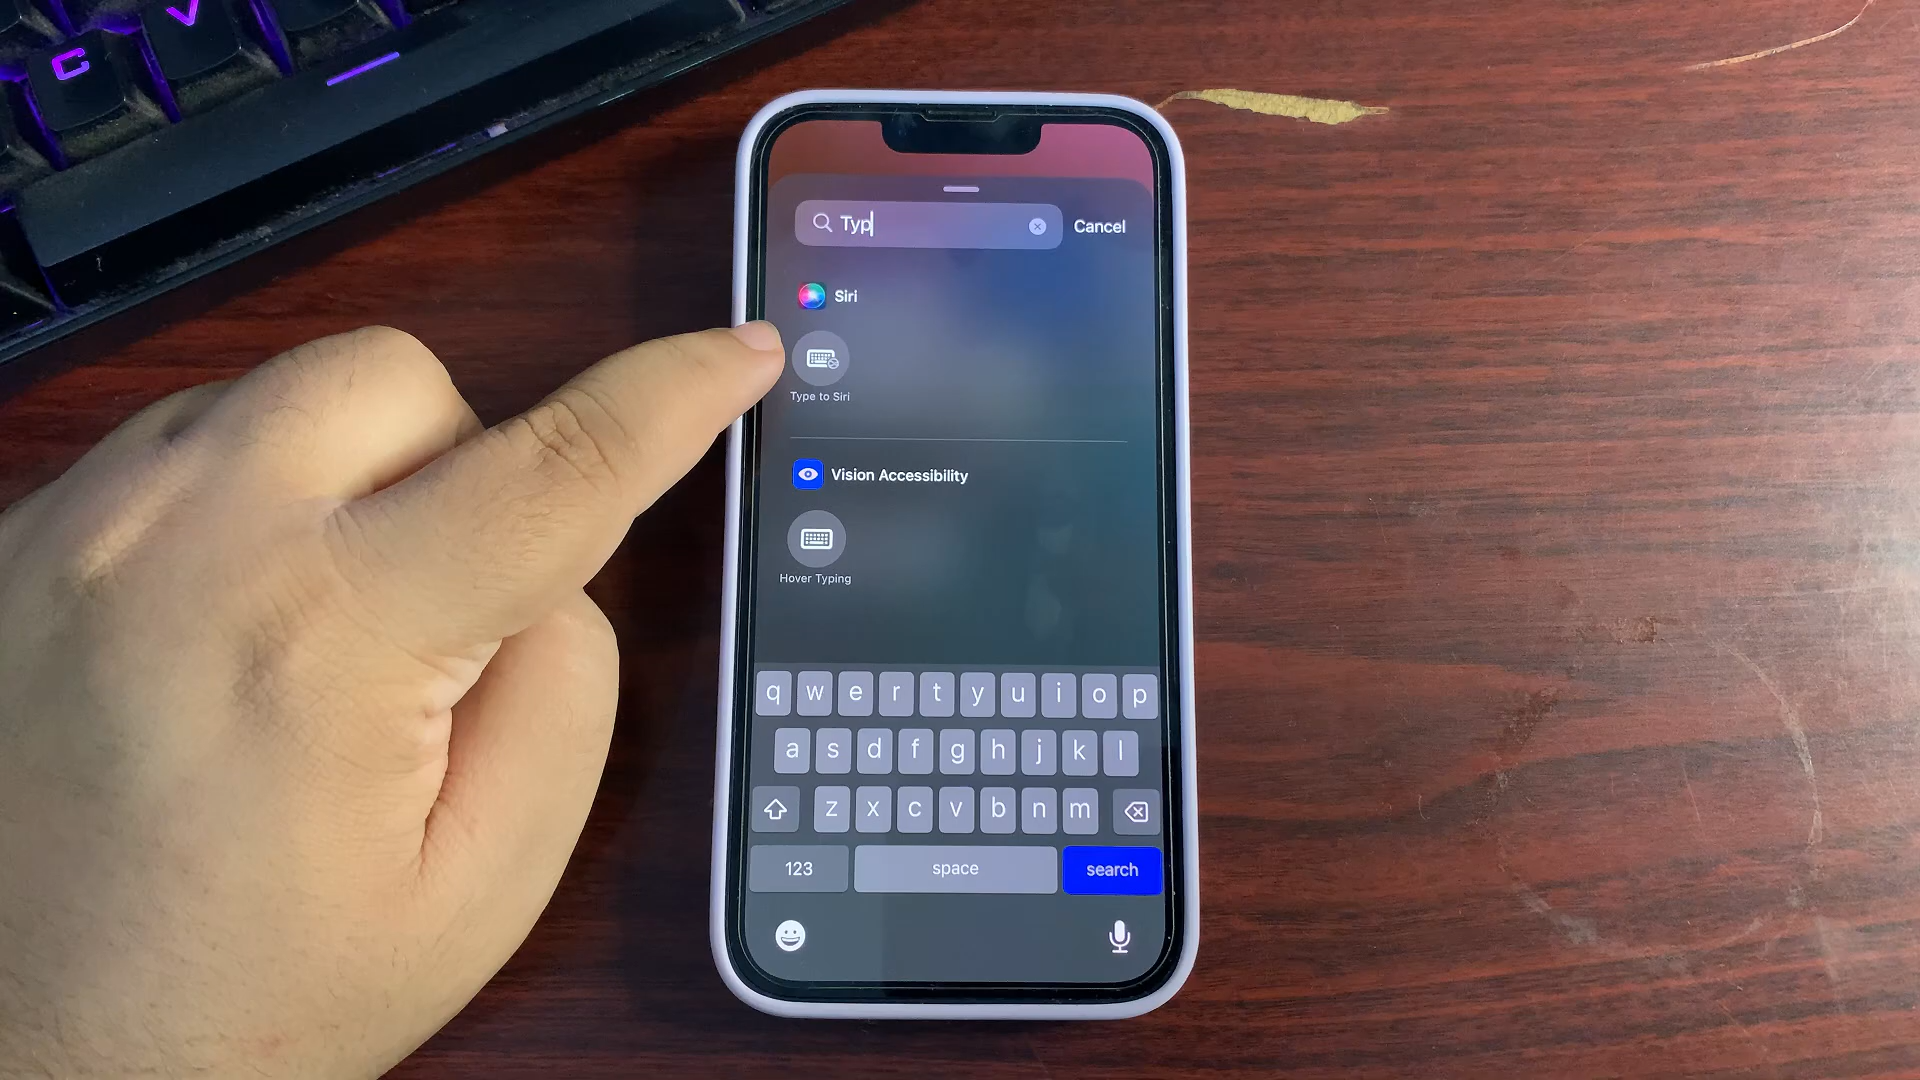 C V
Typ
Cancel
Siri
Type to Siri
Vision Accessibility
Hover Typing
q w e r t y u i o p
a s d f g h j k l
z x c v b n m
123 space search